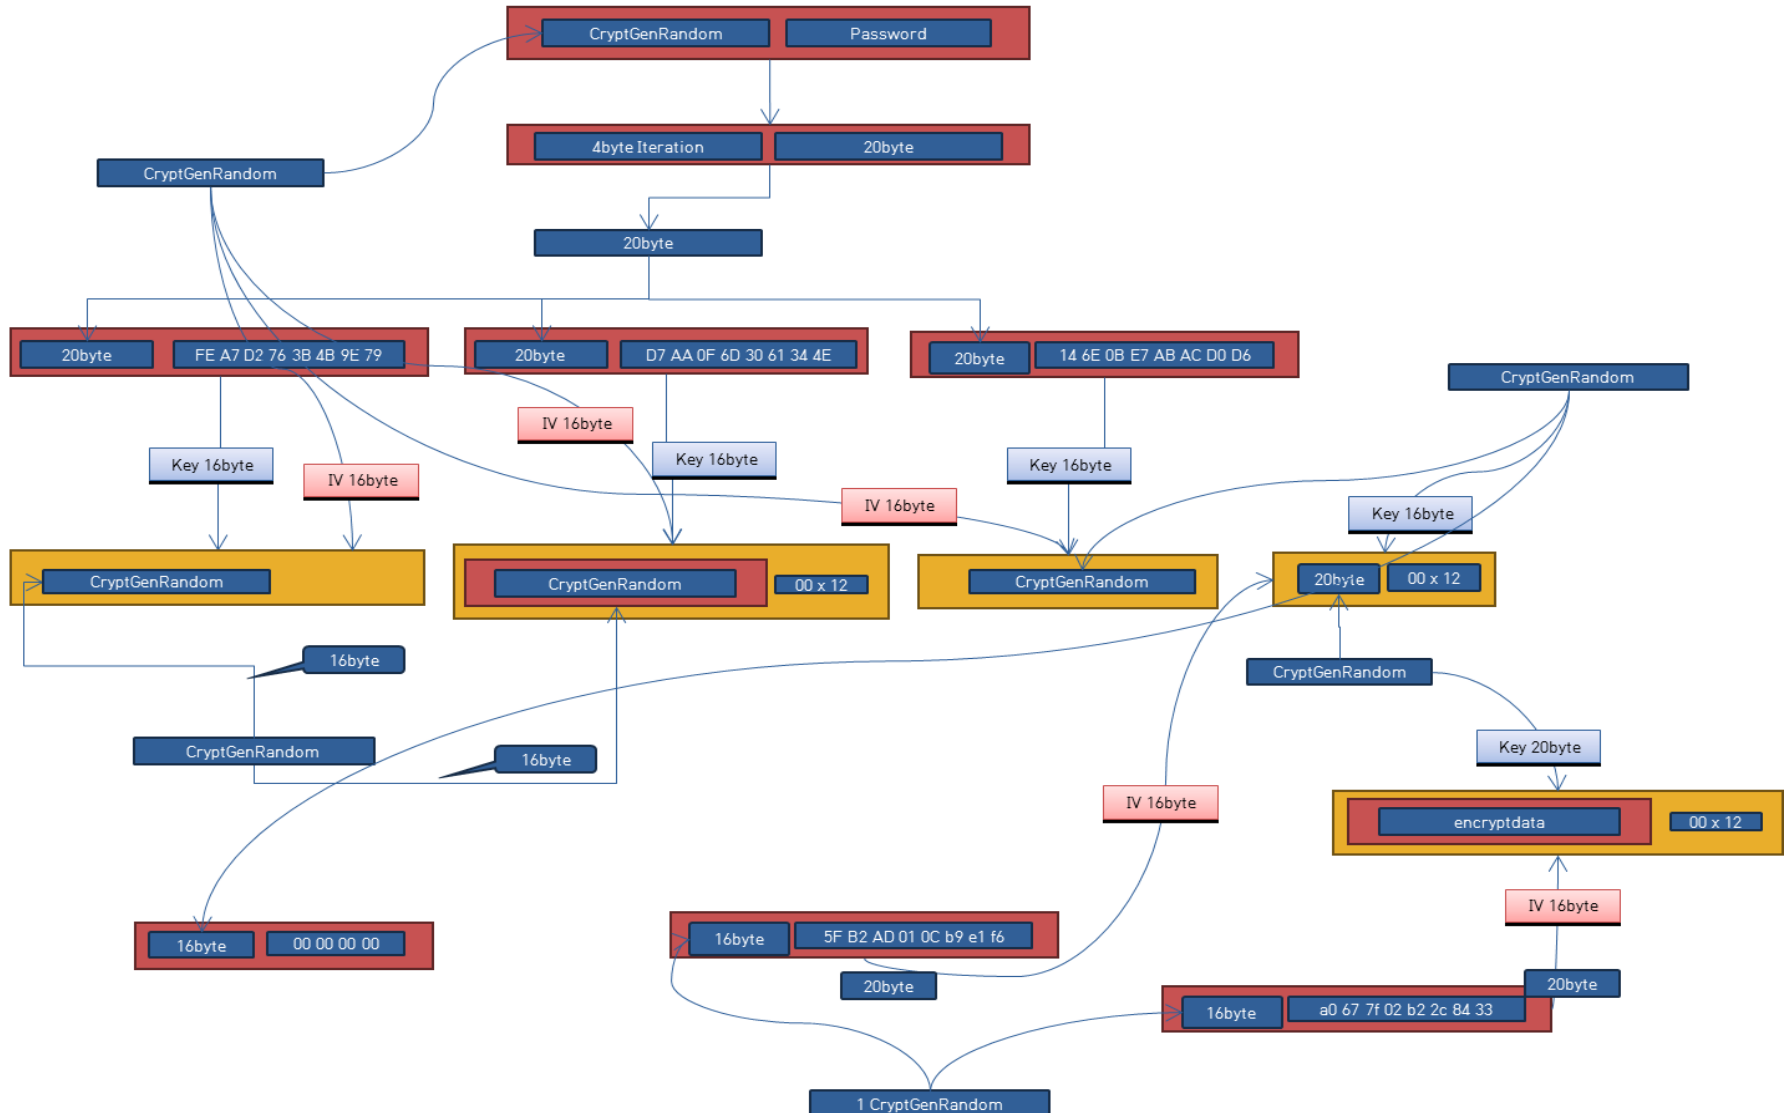 CryptGenRandom
Password
4byte Iteration
20byte
CryptGenRandom
20byte
20byte
FE A7 D2 76 3B 4B 9E 79
20byte
D7 AA 0F 6D 30 61 34 4E
20byte
14 6E 0B E7 AB AC D0 D6
CryptGenRandom
IV 16byte
Key 16byte
IV 16byte
Key 16byte
Key 16byte
IV 16byte
Key 16byte
CryptGenRandom
CryptGenRandom
00 x 12
CryptGenRandom
20byte
00 x 12
16byte
CryptGenRandom
CryptGenRandom
16byte
Key 20byte
IV 16byte
encryptdata
00 x 12
IV 16byte
16byte
00 00 00 00
16byte
5F B2 AD 01 0C b9 e1 f6
20byte
20byte
16byte
a0 67 7f 02 b2 2c 84 33
1 CryptGenRandom